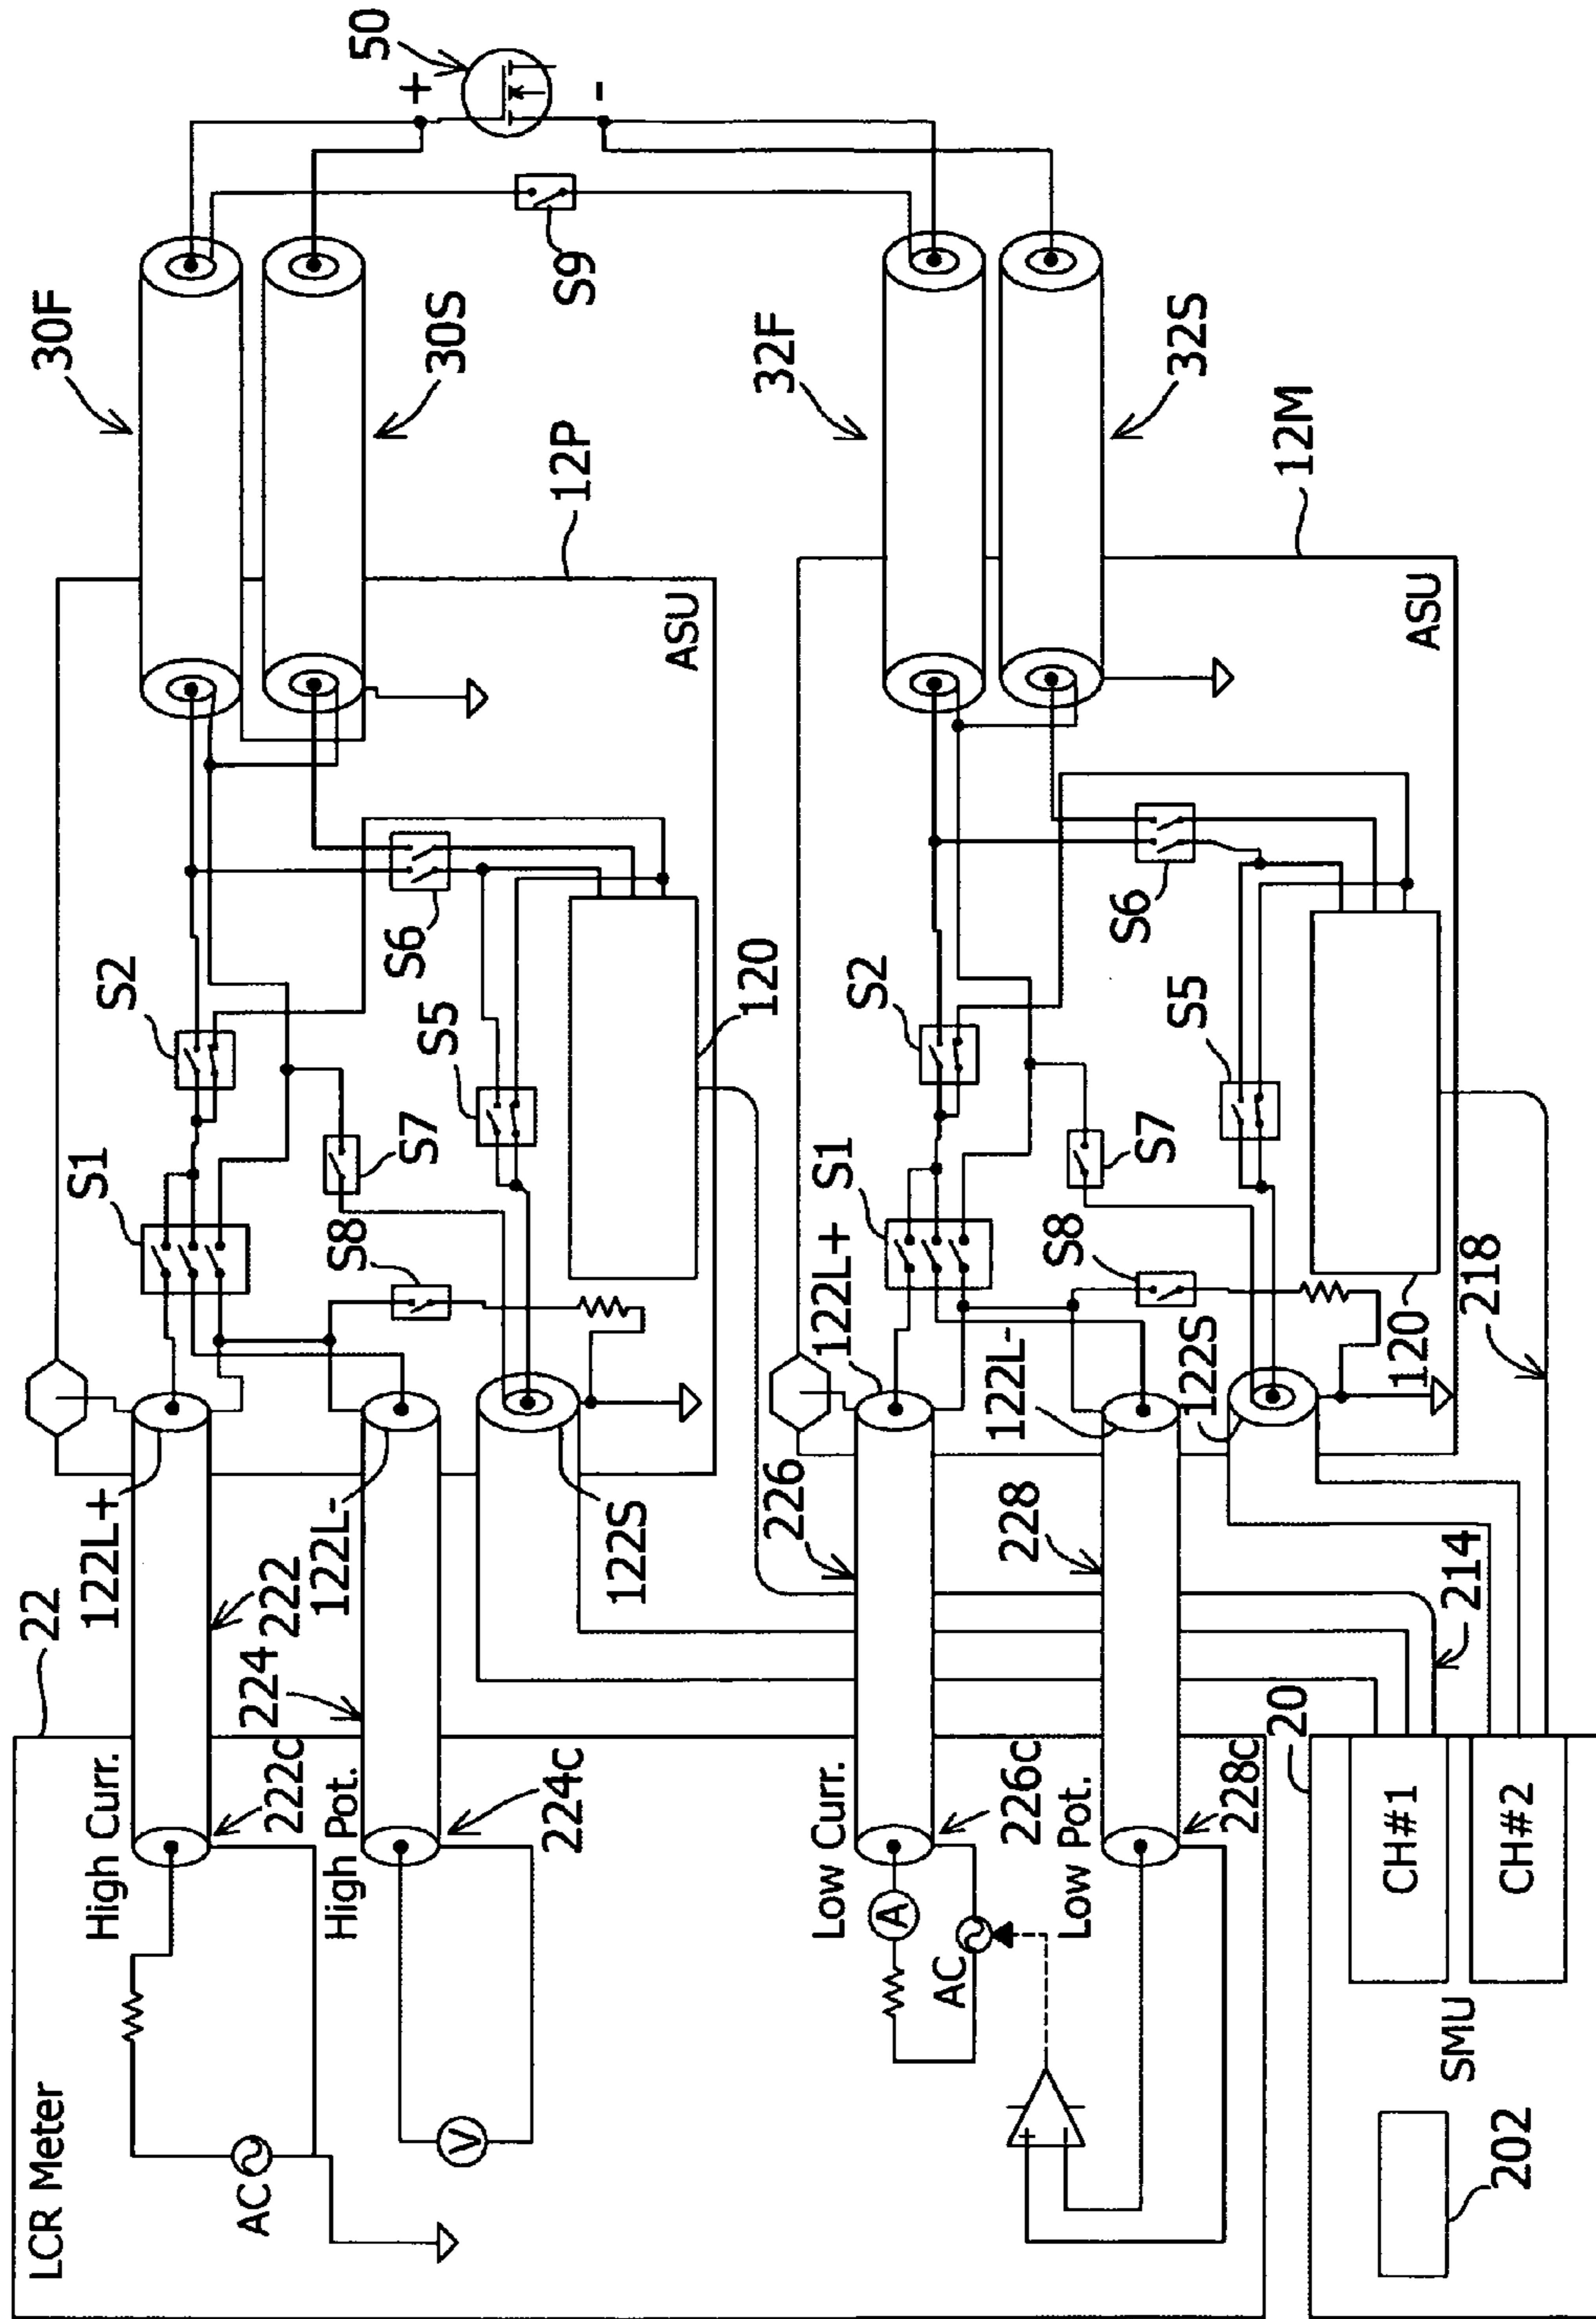 LCR Meter
22
AC
High Curr.
222c
222
122L+
S1
S2
30F
50
+
-
High Pot.
V
224c
224
122L-
S8
S7
S5
S6
120
30S
S9
12P
ASU
122S
Low Curr.
A
226c
226
122L+
S1
S2
32F
AC
Low Pot.
228c
228
122L-
S8
S7
S5
S6
32S
12M
ASU
122S
120
+
-
218
214
20
CH#1
CH#2
SMU
202